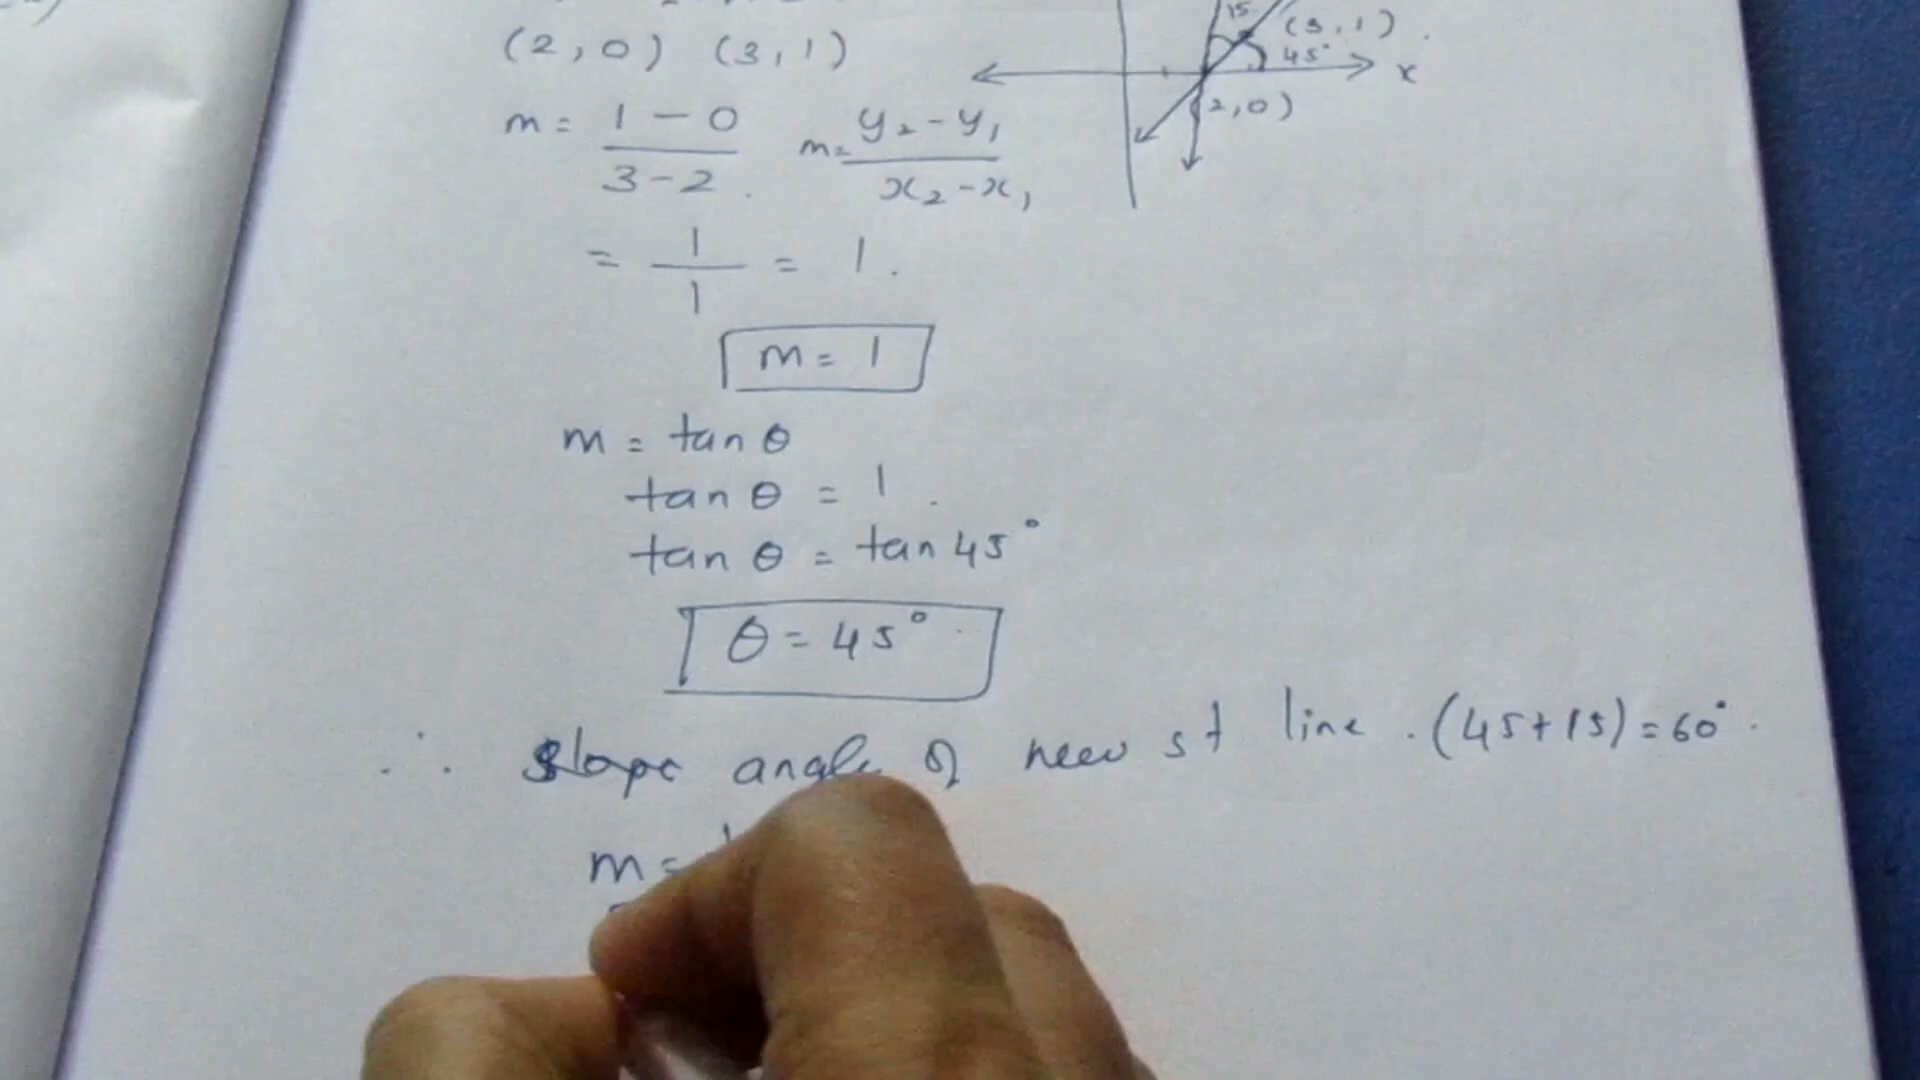 (2,0) (3,1)
m = 1 - 0 / 3 - 2 . m = y₂ - y₁ / x₂ - x₁
= 1 / 1 = 1.
m = 1
m = tan θ
tan θ = 1.
tan θ = tan 45°
θ = 45°
∴ slope angle of new st line. (45+15) = 60°.
m =
15
(3,1).
45°
x
(2,0)